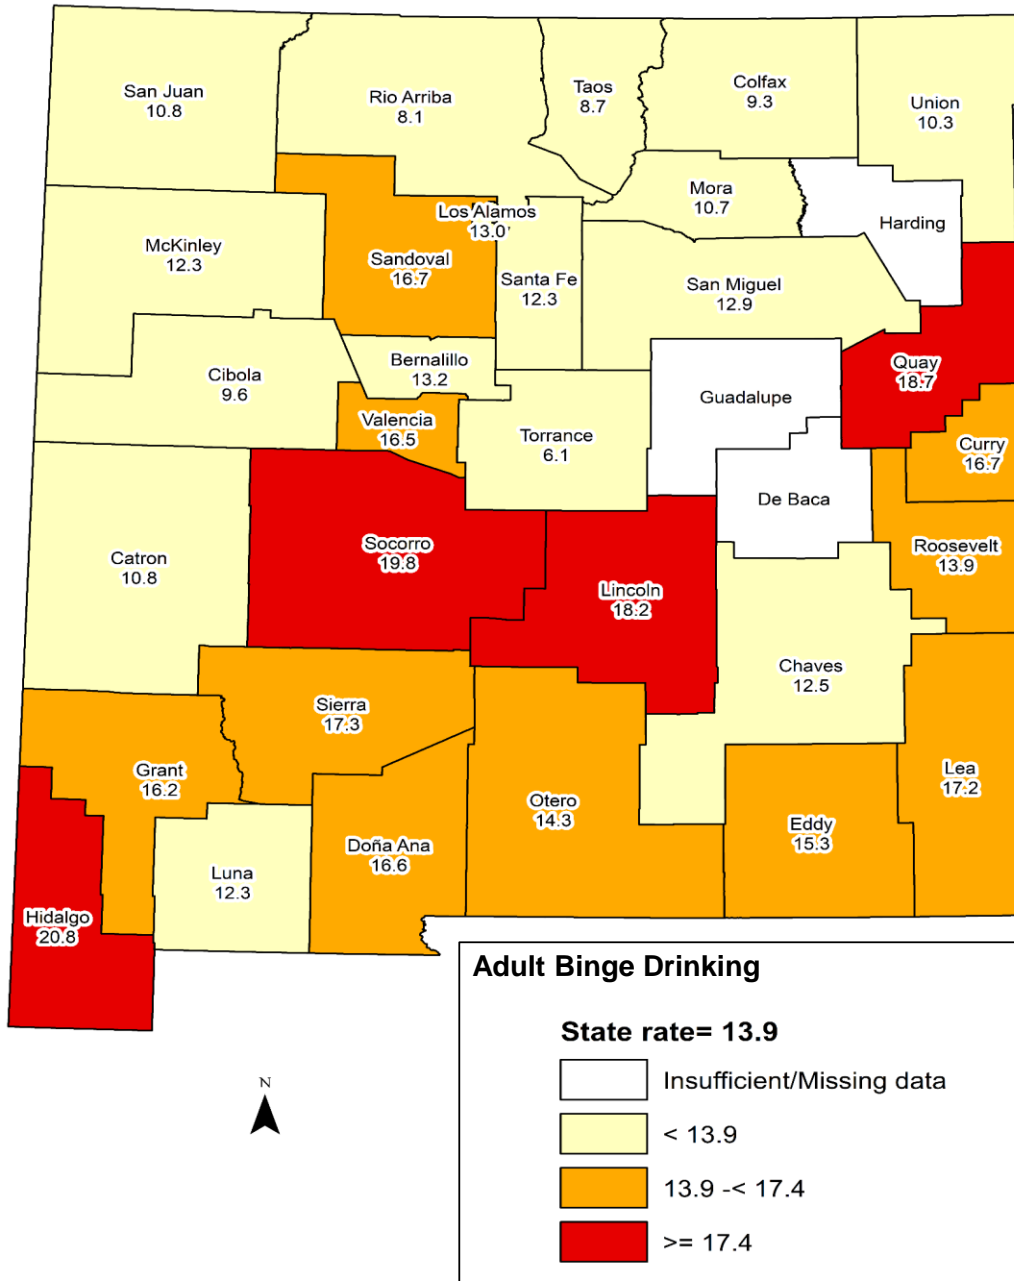 San Juan
10.8
Rio Arriba
8.1
Taos
8.7
Colfax
9.3
Union
10.3
Mora
10.7
Harding
Los Alamos
13.0
McKinley
12.3
Sandoval
16.7
Santa Fe
12.3
San Miguel
12.9
Bernalillo
13.2
Cibola
9.6
Quay
18.7
Guadalupe
Valencia
16.5
Torrance
6.1
Curry
16.7
De Baca
Socorro
19.8
Roosevelt
13.9
Catron
10.8
Lincoln
18.2
Chaves
12.5
Sierra
17.3
Grant
16.2
Lea
17.2
Otero
14.3
Eddy
15.3
Doña Ana
16.6
Luna
12.3
Hidalgo
20.8
Adult Binge Drinking
State rate= 13.9
Insufficient/Missing data
< 13.9
13.9 -< 17.4
>= 17.4
N